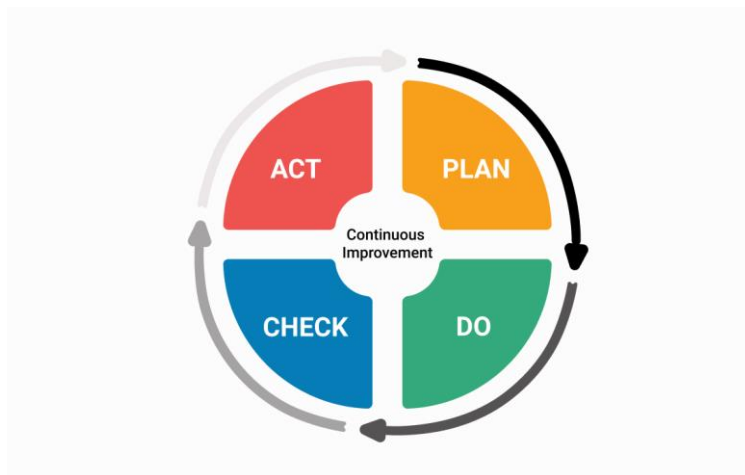 ACT
PLAN
Continuous
Improvement
CHECK
DO